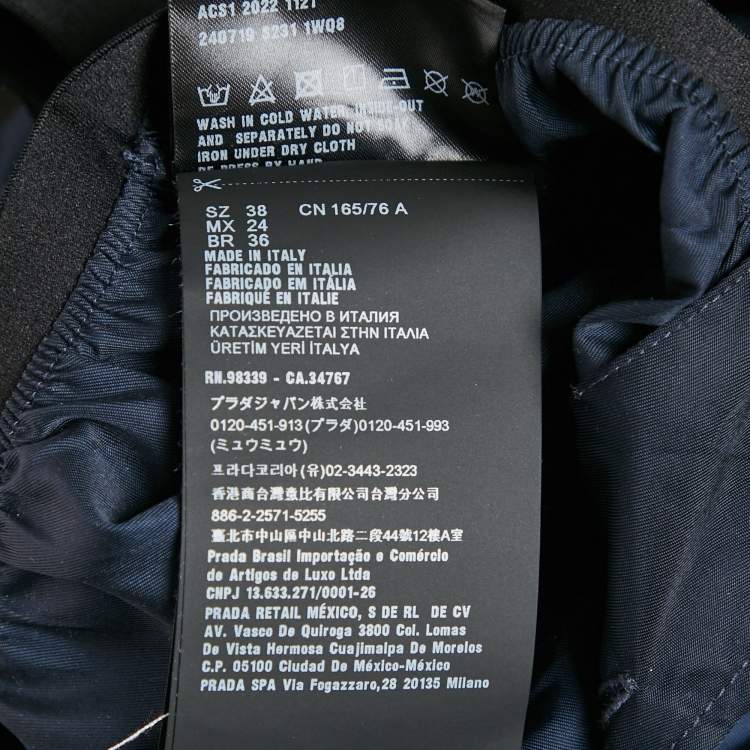 ACS1 2022 1121
240719 S231 1WQ8
WASH IN COLD WATER INSIDE OUT
AND SEPARATELY DO NOT
IRON UNDER DRY CLOTH
SZ 38 CN 165/76 A
MX 24
BR 36
MADE IN ITALY
FABRICADO EN ITALIA
FABRICADO EM ITÁLIA
FABRIQUÉ EN ITALIE
ПРОИЗВЕДЕНО В ИТАЛИЯ
ΚΑΤΑΣΚΕΥΑΖΕΤΑΙ ΣΤΗΝ ΙΤΑΛΙΑ
ÜRETİM YERİ İTALYA
RN.98339 - CA.34767
プラダジャパン株式会社
0120-451-913(プラダ)0120-451-993
(ミュウミュウ)
프라다코리아(유)02-3443-2323
香港商台灣壹比有限公司台灣分公司
886-2-2571-5255
臺北市中山區中山北路二段44號12樓A室
Prada Brasil Importação e Comércio
de Artigos de Luxo Ltda
CNPJ 13.633.271/0001-26
PRADA RETAIL MÉXICO, S DE RL DE CV
AV. Vasco De Quiroga 3800 Col. Lomas
De Vista Hermosa Cuajimalpa De Morelos
C.P. 05100 Ciudad De México-México
PRADA SPA Via Fogazzaro,28 20135 Milano